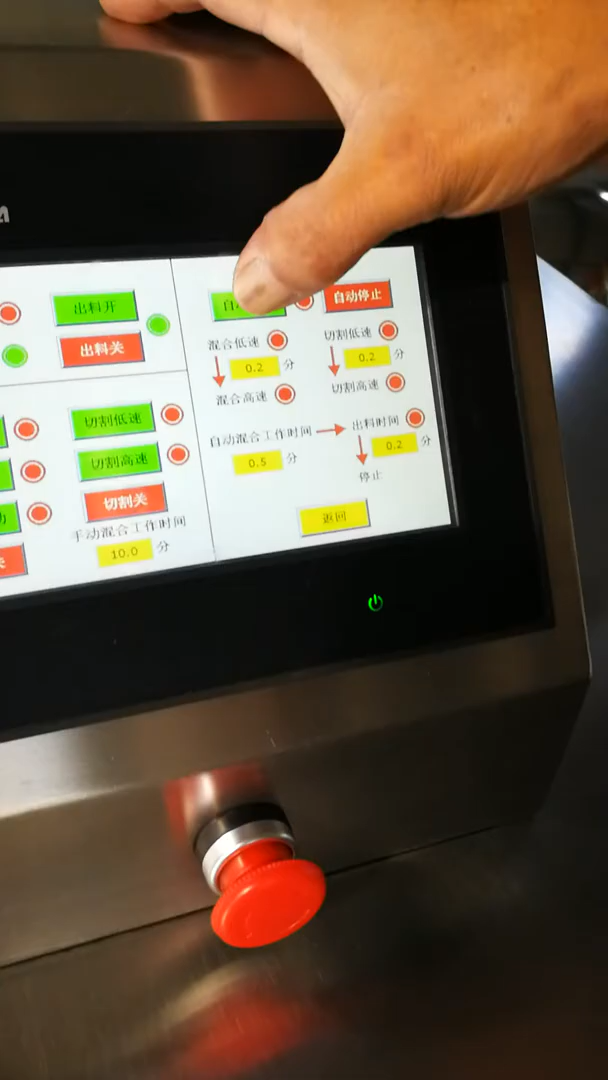 出料开
出料关
自动停止
混合低速
0.2 分
混合高速
切割低速
0.2 分
切割高速
自动混合工作时间
0.5 分
出料时间
0.2 分
停止
返回
切割低速
切割高速
切割关
手动混合工作时间
10.0 分